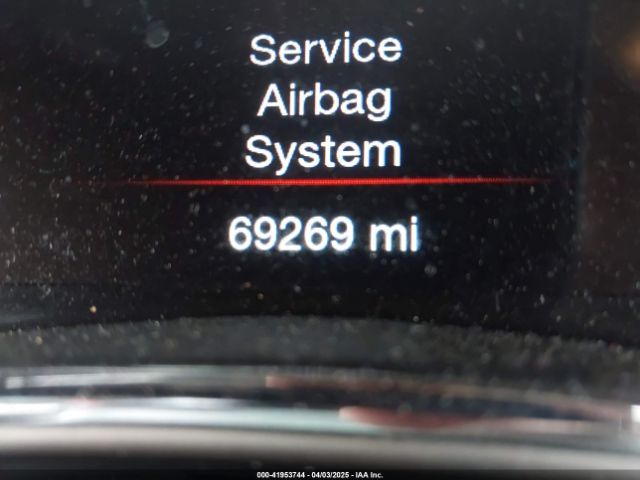 Service
Airbag
System
69269 mi
000-41953744 - 04/03/2025 - IAA Inc.